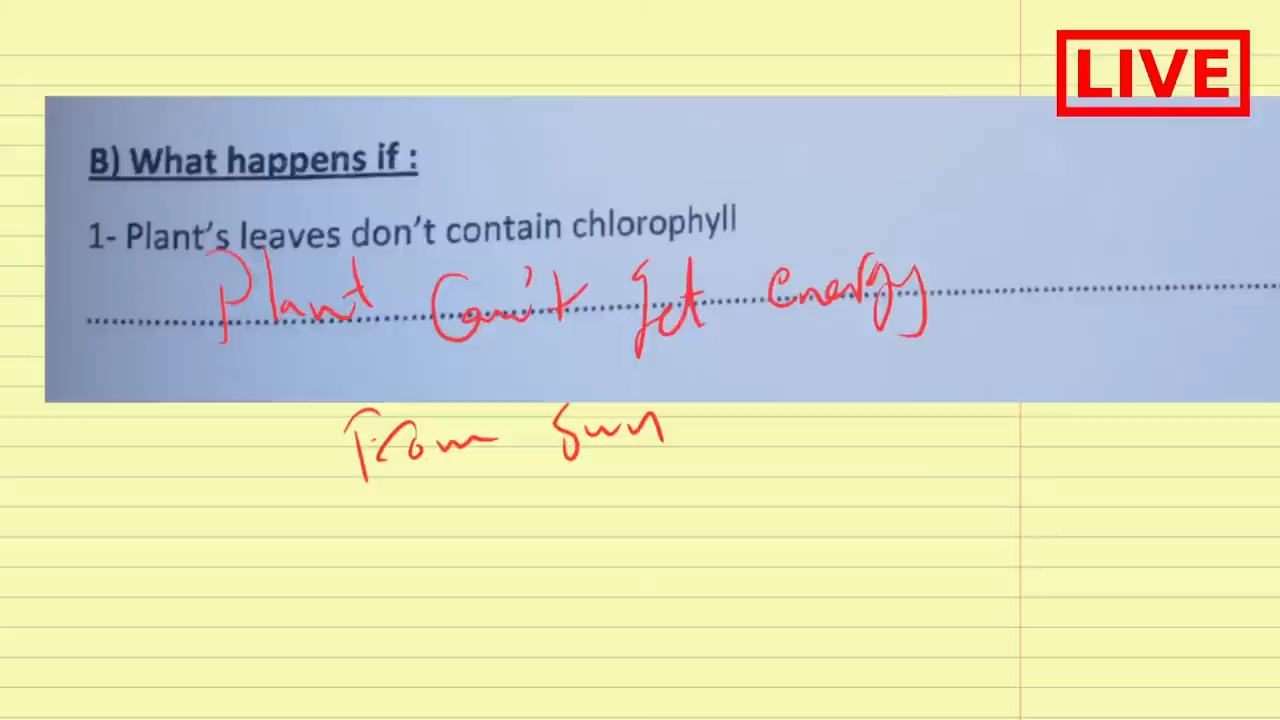 LIVE
B) What happens if :
1- Plant's leaves don't contain chlorophyll
Plant Can't get energy
From Sun